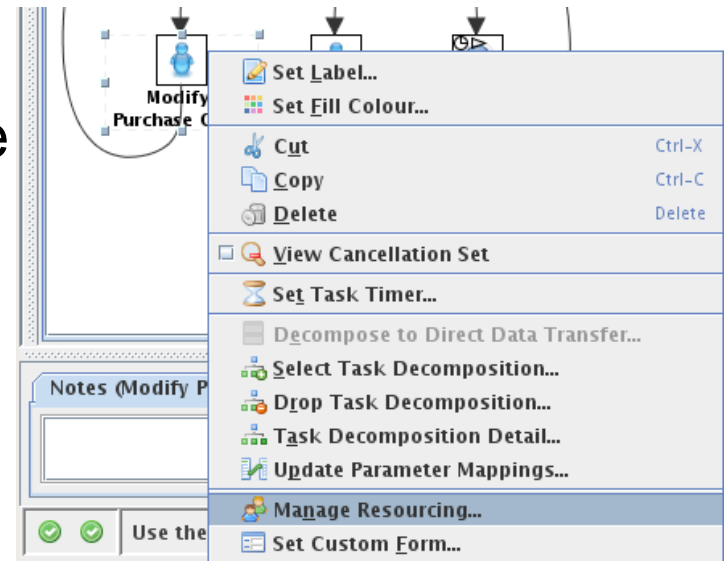 e
Modify
Purchase O
Set Label...
Set Fill Colour...
Cut Ctrl-X
Copy Ctrl-C
Delete Delete
View Cancellation Set
Set Task Timer...
Decompose to Direct Data Transfer...
Select Task Decomposition...
Drop Task Decomposition...
Task Decomposition Detail...
Update Parameter Mappings...
Manage Resourcing...
Set Custom Form...
Notes (Modify P
Use the